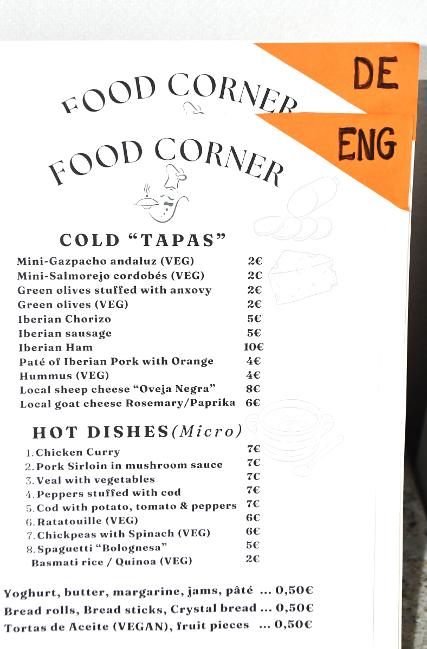 DE
FOOD CORNER
ENG
FOOD CORNER
COLD "TAPAS"
Mini-Gazpacho andaluz (VEG) 2€
Mini-Salmorejo cordobés (VEG) 2€
Green olives stuffed with anxovy 2€
Green olives (VEG) 2€
Iberian Chorizo 5€
Iberian sausage 5€
Iberian Ham 10€
Paté of Iberian Pork with Orange 4€
Hummus (VEG) 4€
Local sheep cheese "Oveja Negra" 8€
Local goat cheese Rosemary/Paprika 6€
HOT DISHES (Micro)
1. Chicken Curry 7€
2. Pork Sirloin in mushroom sauce 7€
3. Veal with vegetables 7€
4. Peppers stuffed with cod 7€
5. Cod with potato, tomato & peppers 7€
6. Ratatouille (VEG) 6€
7. Chickpeas with Spinach (VEG) 6€
8. Spaguetti "Bolognesa" 5€
Basmati rice / Quinoa (VEG) 2€
Yoghurt, butter, margarine, jams, pâté ... 0,50€
Bread rolls, Bread sticks, Crystal bread ... 0,50€
Tortas de Aceite (VEGAN), fruit pieces ... 0,50€